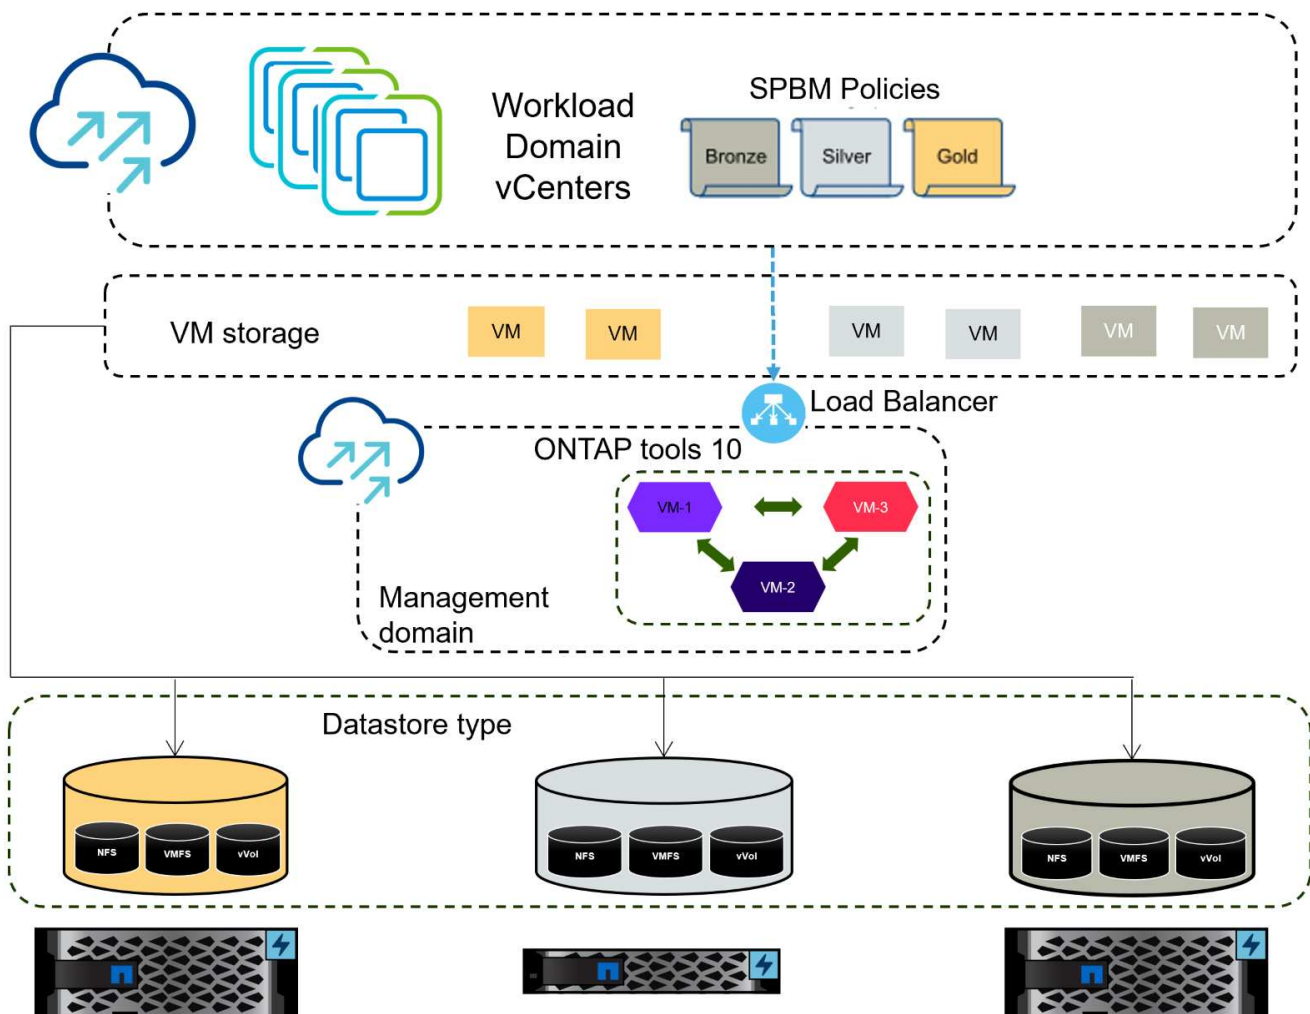 SPBM Policies
Workload
Domain
vCenters
Bronze
Silver
Gold
VM storage
VM
VM
VM
VM
VM
VM
Load Balancer
ONTAP tools 10
VM-1
VM-3
VM-2
Management
domain
Datastore type
NFS
VMFS
vVol
NFS
VMFS
vVol
NFS
VMFS
vVol